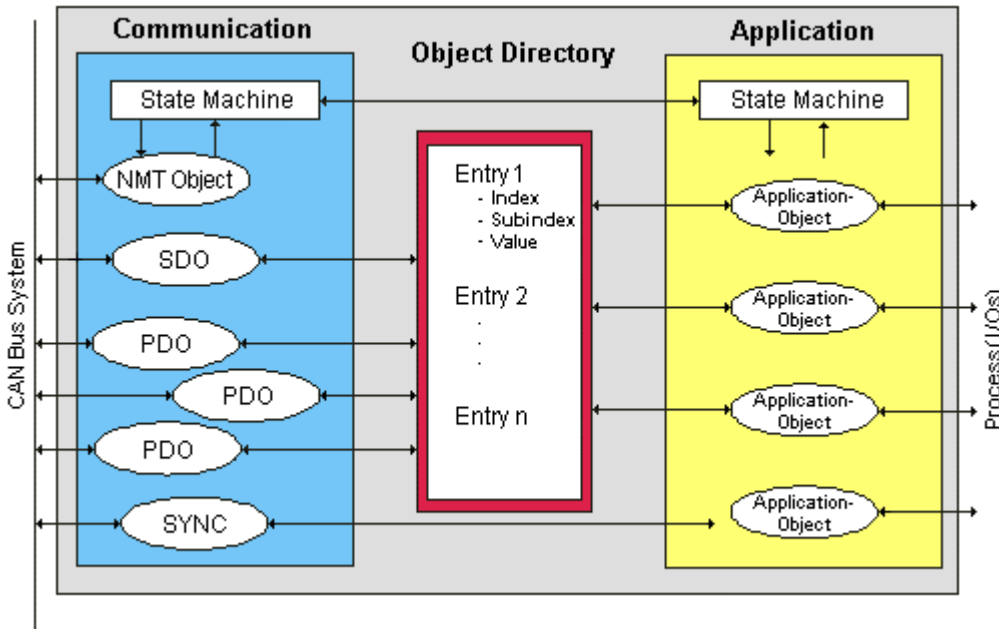 Communication
Object Directory
Application
State Machine
State Machine
NMT Object
SDO
PDO
PDO
PDO
SYNC
Entry 1
- Index
- Subindex
- Value
Entry 2
.
.
.
Entry n
Application-
Object
Application-
Object
Application-
Object
Application-
Object
CAN Bus System
Process(I/Os)